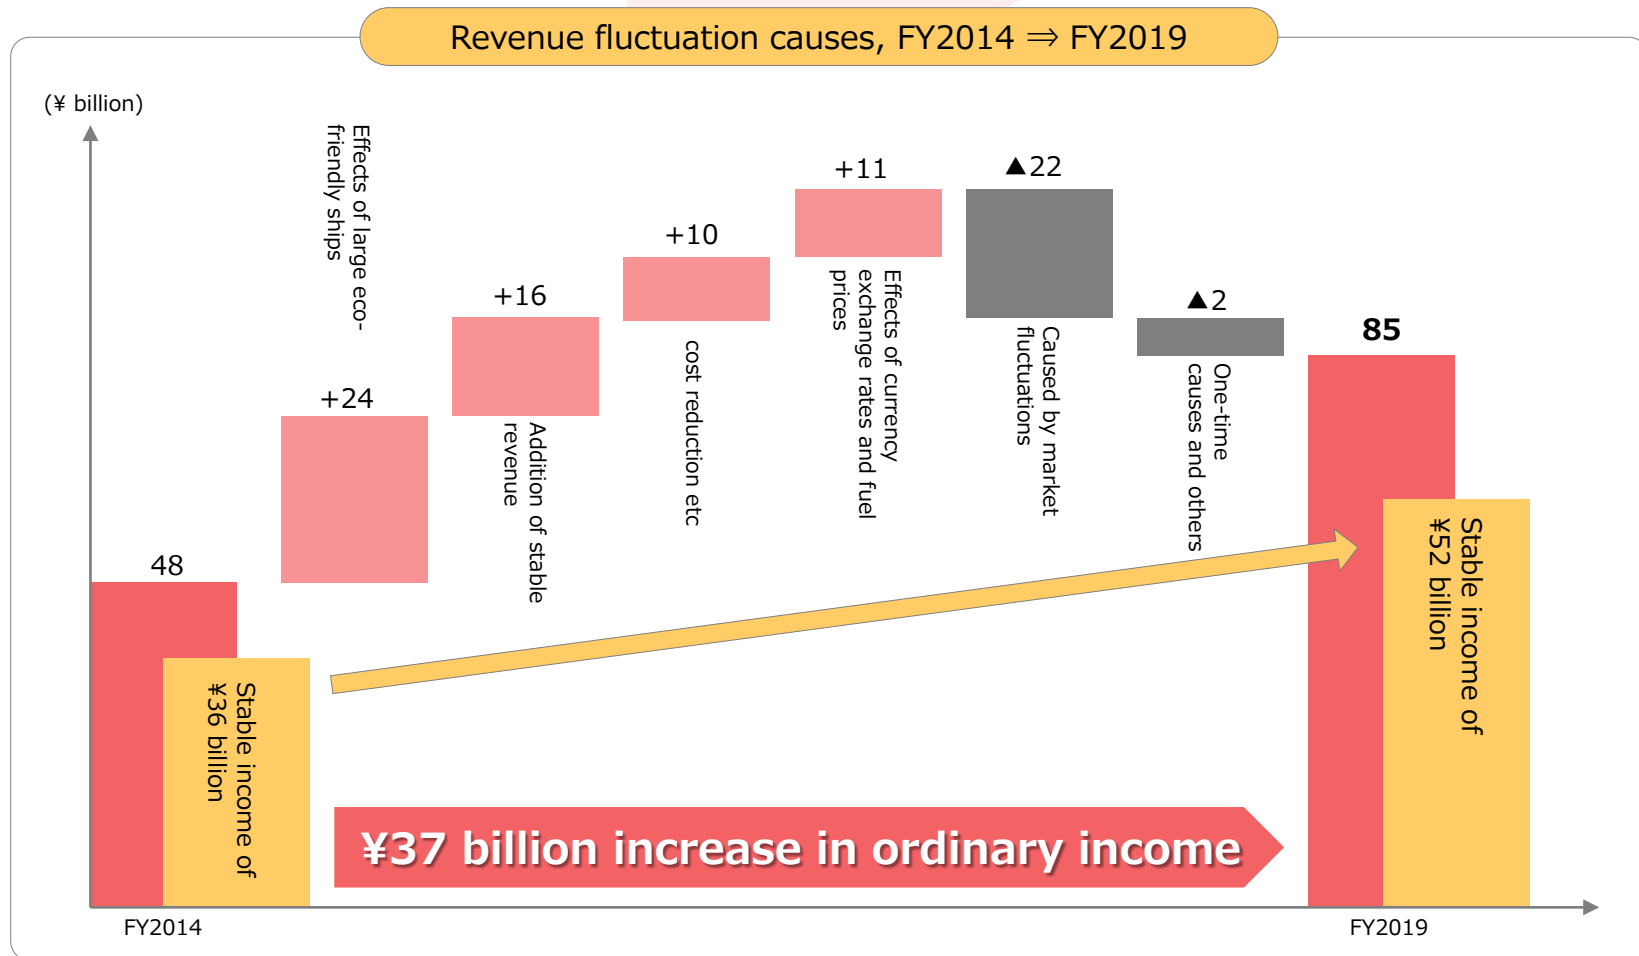 Revenue fluctuation causes, FY2014 ⇒ FY2019
(¥ billion)
48
Stable income of
¥36 billion
FY2014
+24
Effects of large eco-
friendly ships
+16
Addition of stable
revenue
+10
cost reduction etc
+11
Effects of currency
exchange rates and fuel
prices
▲22
Caused by market
fluctuations
▲2
One-time
causes and others
85
Stable income of
¥52 billion
FY2019
¥37 billion increase in ordinary income